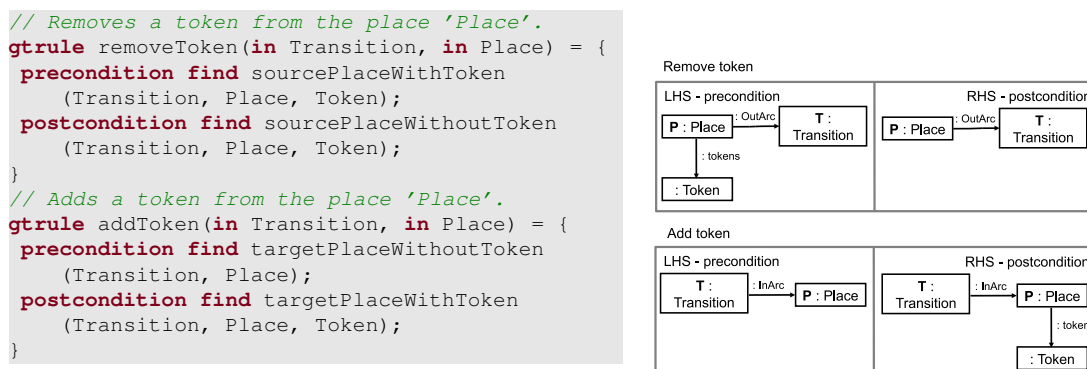 // Removes a token from the place 'Place'.
gtrule removeToken(in Transition, in Place) = {
precondition find sourcePlaceWithToken
(Transition, Place, Token);
postcondition find sourcePlaceWithoutToken
(Transition, Place, Token);
}
// Adds a token from the place 'Place'.
gtrule addToken(in Transition, in Place) = {
precondition find targetPlaceWithoutToken
(Transition, Place);
postcondition find targetPlaceWithToken
(Transition, Place, Token);
}
Remove token
LHS - precondition
P : Place
: OutArc
T :
Transition
: tokens
: Token
RHS - postcondition
P : Place
: OutArc
T :
Transition
Add token
LHS - precondition
T :
Transition
: InArc
P : Place
RHS - postcondition
T :
Transition
: InArc
P : Place
: token
: Token